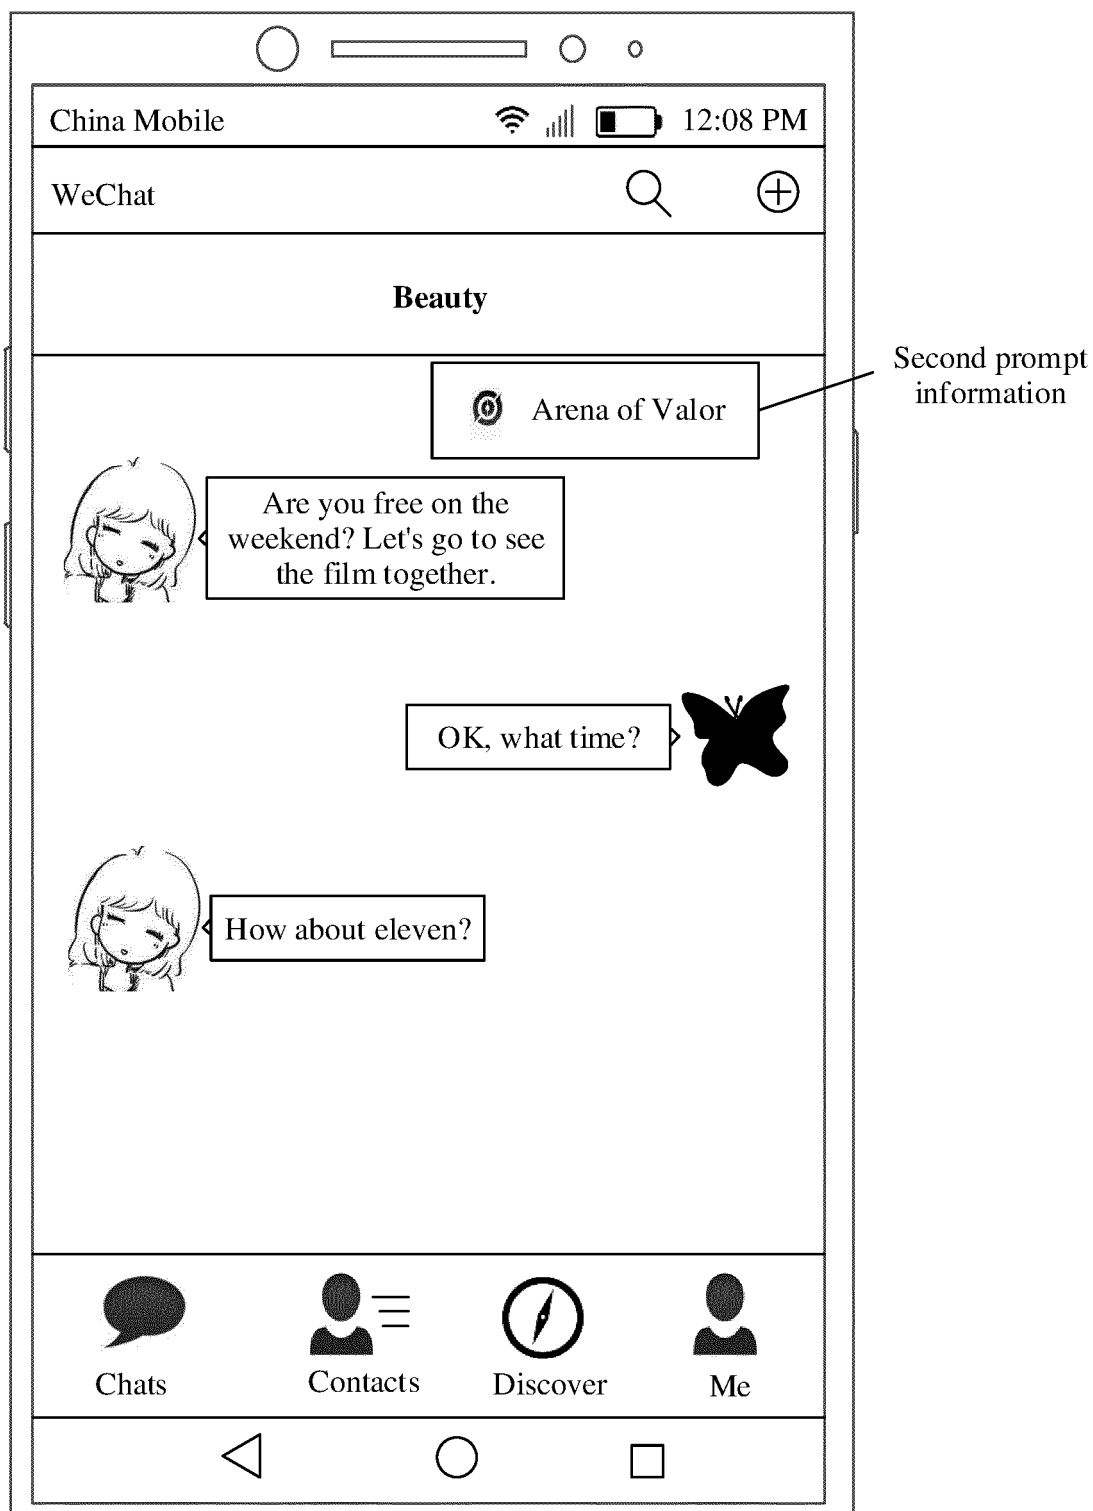 China Mobile
12:08 PM
WeChat
Beauty
Second prompt
information
Arena of Valor
Are you free on the
weekend? Let's go to see
the film together.
OK, what time?
How about eleven?
Chats
Contacts
Discover
Me